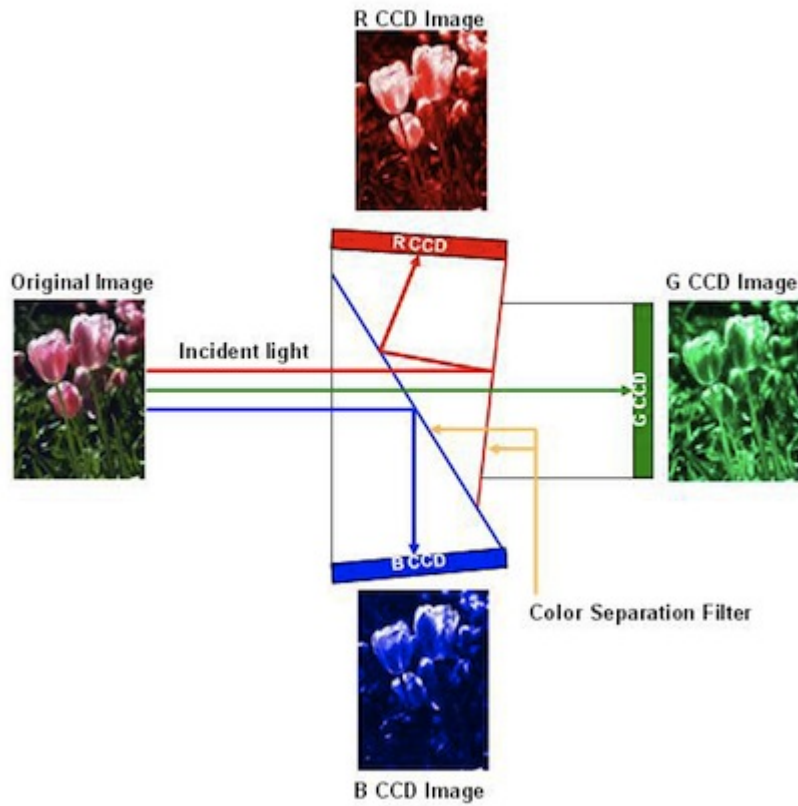 R CCD Image
R CCD
Original Image
G CCD Image
Incident light
G CCD
B CCD
Color Separation Filter
B CCD Image